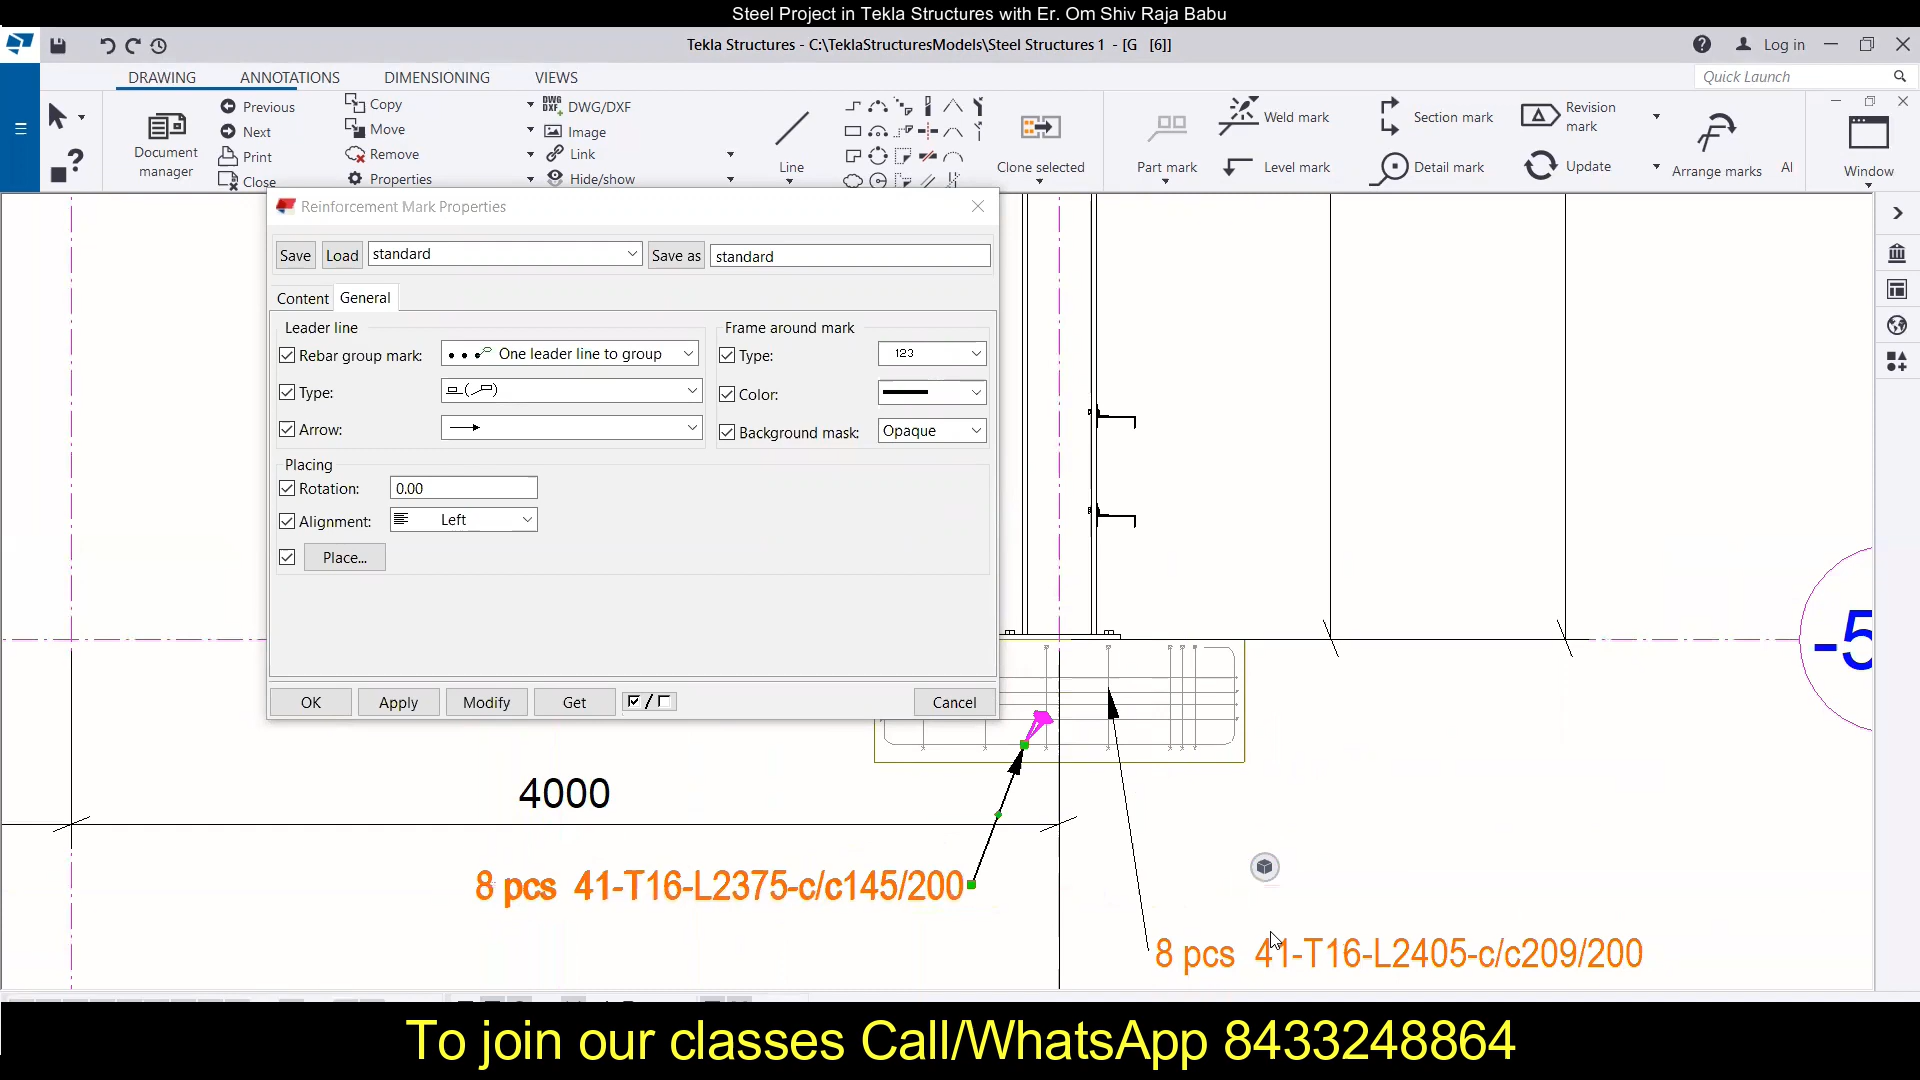 Steel Project in Tekla Structures with Er. Om Shiv Raja Babu
Tekla Structures - C:\TeklaStructuresModels\Steel Structures 1 - [G [6]]
Log in
DRAWING ANNOTATIONS DIMENSIONING VIEWS
Quick Launch
Document manager
Previous
Next
Print
Close
Copy
Move
Remove
Properties
DWG DXF DWG/DXF
Image
Link
Hide/show
Line
Clone selected
Part mark
Weld mark
Level mark
Section mark
Detail mark
Revision mark
Update
Arrange marks
Al
Window
Reinforcement Mark Properties
Save Load standard Save as standard
Content General
Leader line
Rebar group mark: One leader line to group
Type:
Arrow:
Frame around mark
Type: 123
Color:
Background mask: Opaque
Placing
Rotation: 0.00
Alignment: Left
Place...
OK Apply Modify Get / Cancel
-5
4000
8 pcs 41-T16-L2375-c/c145/200
8 pcs 41-T16-L2405-c/c209/200
To join our classes Call/WhatsApp 8433248864